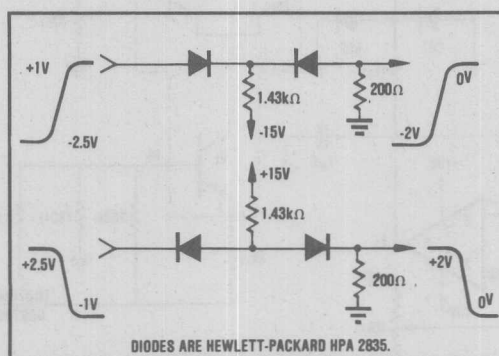 +1V
0V
1.43kΩ
200Ω
-15V
-2.5V
-2V
+15V
1.43kΩ
+2.5V
+2V
-1V
200Ω
0V
DIODES ARE HEWLETT-PACKARD HPA 2835.